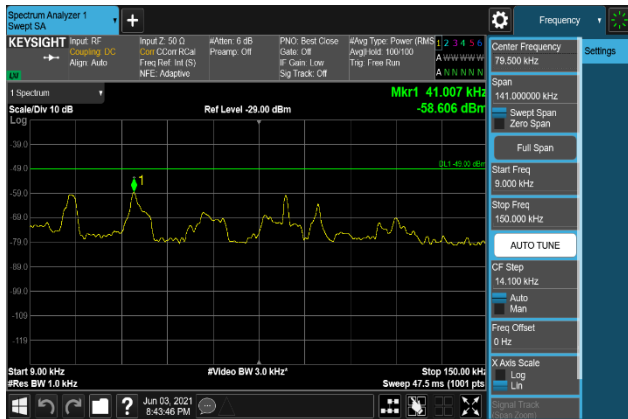 Spectrum Analyzer 1
Swept SA
Frequency
KEYSIGHT
Input: RF
Coupling: DC
Align: Auto
Input Z: 50 Ω
Corr CCorr RCal
Freq Ref: Int (S)
NFE: Adaptive
#Atten: 6 dB
Preamp: Off
PNO: Best Close
Gate: Off
IF Gain: Low
Sig Track: Off
#Avg Type: Power (RMS
Avg|Hold: 100/100
Trig: Free Run
1 2 3 4 5 6
A W W W W W
A N N N N N
LXI
1 Spectrum
Scale/Div 10 dB
Log
Ref Level -29.00 dBm
Mkr1 41.007 kHz
-58.606 dBm
-39.0
-49.0
-59.0
-69.0
-79.0
-89.0
-99.0
-109
-119
DL1 -49.00 dBm
1
Start 9.00 kHz
#Res BW 1.0 kHz
#Video BW 3.0 kHz*
Stop 150.00 kHz
Sweep 47.5 ms (1001 pts
Jun 03, 2021
8:43:46 PM
Center Frequency
79.500 kHz
Settings
Span
141.000000 kHz
Swept Span
Zero Span
Full Span
Start Freq
9.000 kHz
Stop Freq
150.000 kHz
AUTO TUNE
CF Step
14.100 kHz
Auto
Man
Freq Offset
0 Hz
X Axis Scale
Log
Lin
Signal Track
(Span Zoom)